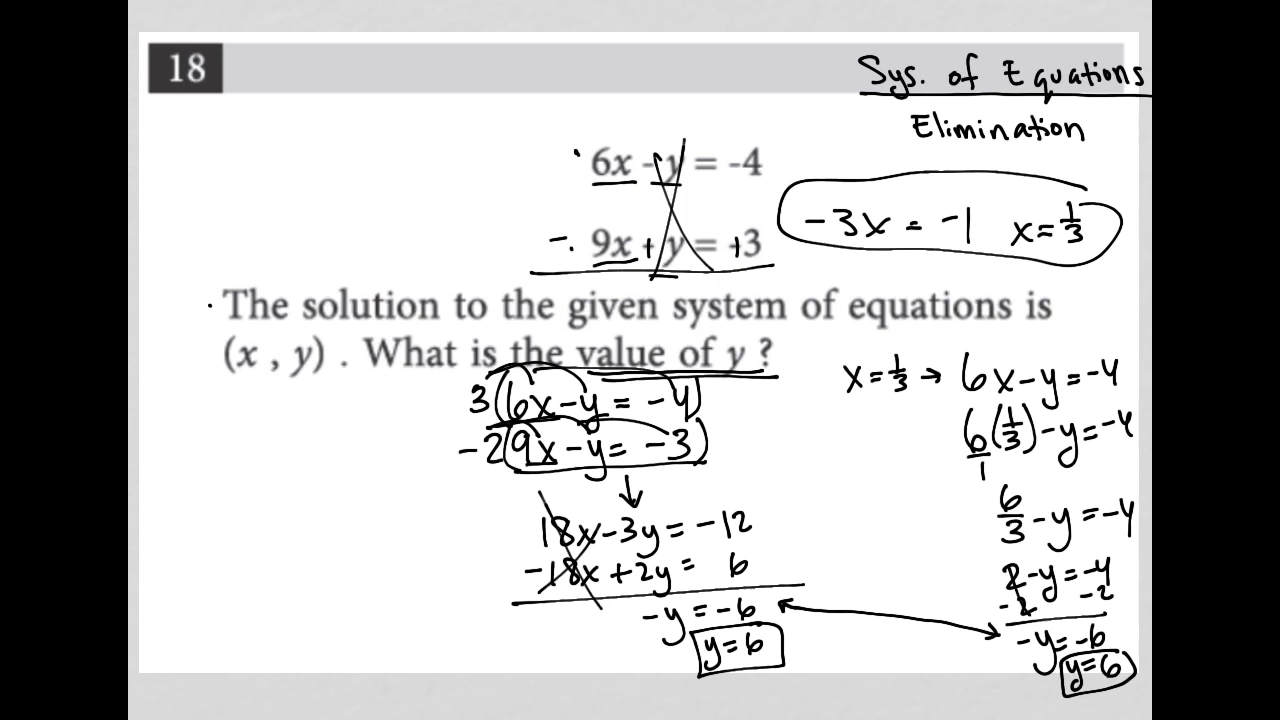 18
Sys. of Equations
Elimination
6x - y = -4
-. 9x + y = +3
-3x = -1 x = 1/3
The solution to the given system of equations is
(x , y) . What is the value of y ?
3(6x - y = -4)
-2(9x - y = -3)
18x - 3y = -12
-18x + 2y = 6
-y = -6
y = 6
x = 1/3 → 6x - y = -4
6/1 (1/3) - y = -4
6/3 - y = -4
2 - y = -4
-2 -2
-y = -6
y = 6